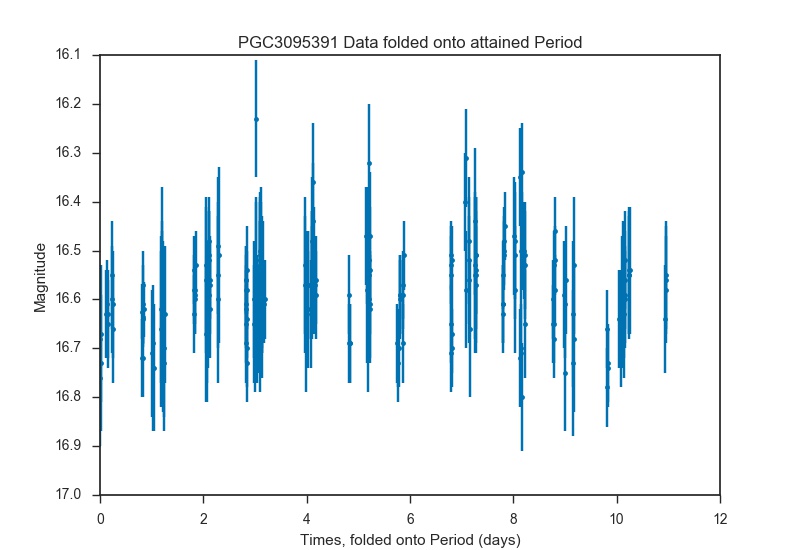 PGC3095391 Data folded onto attained Period
16.1
16.2
16.3
16.4
16.5
16.6
16.7
16.8
16.9
17.0
Magnitude
0 2 4 6 8 10 12
Times, folded onto Period (days)